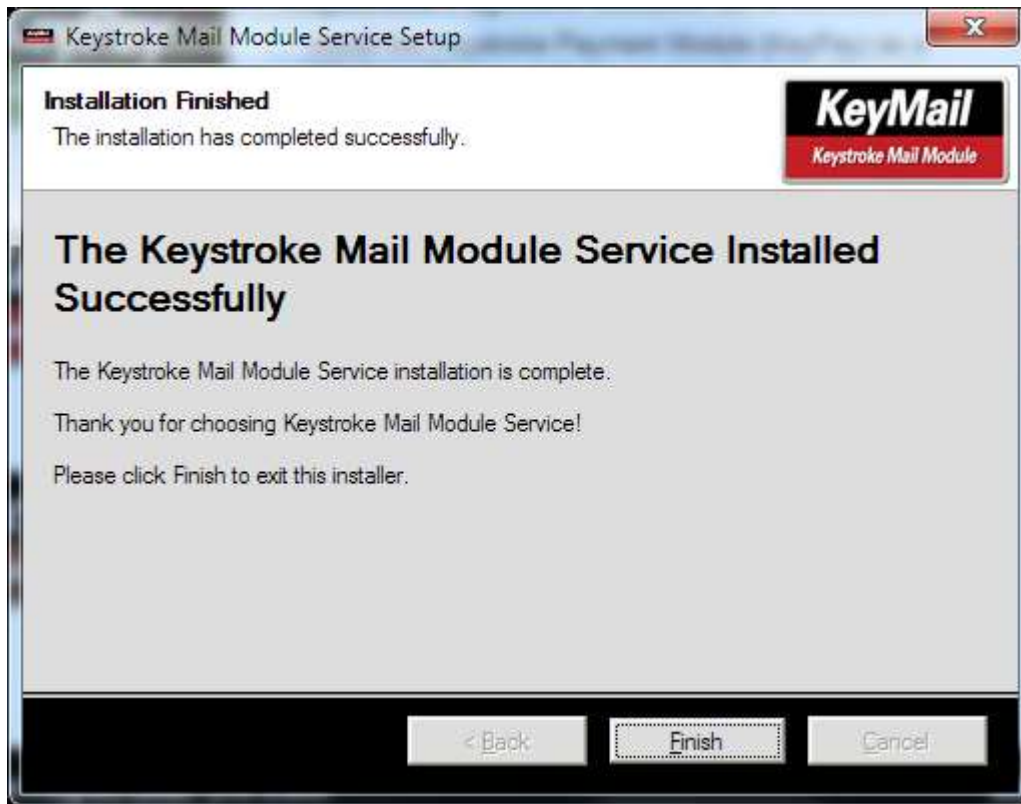 Keystroke Mail Module Service Setup
Installation Finished
The installation has completed successfully.
KeyMail
Keystroke Mail Module
The Keystroke Mail Module Service Installed
Successfully
The Keystroke Mail Module Service installation is complete.
Thank you for choosing Keystroke Mail Module Service!
Please click Finish to exit this installer.
< Back
Finish
Cancel